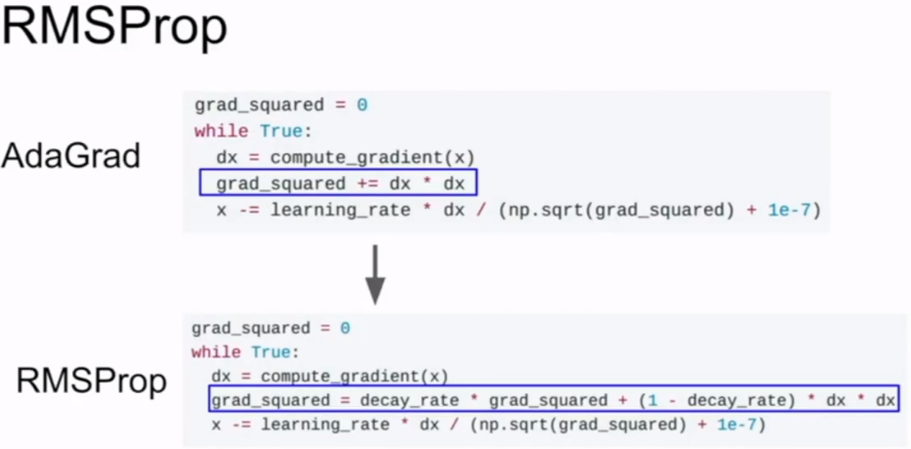 RMSProp
AdaGrad
grad_squared = 0
while True:
dx = compute_gradient(x)
grad_squared += dx * dx
x -= learning_rate * dx / (np.sqrt(grad_squared) + 1e-7)
RMSProp
grad_squared = 0
while True:
dx = compute_gradient(x)
grad_squared = decay_rate * grad_squared + (1 - decay_rate) * dx * dx
x -= learning_rate * dx / (np.sqrt(grad_squared) + 1e-7)